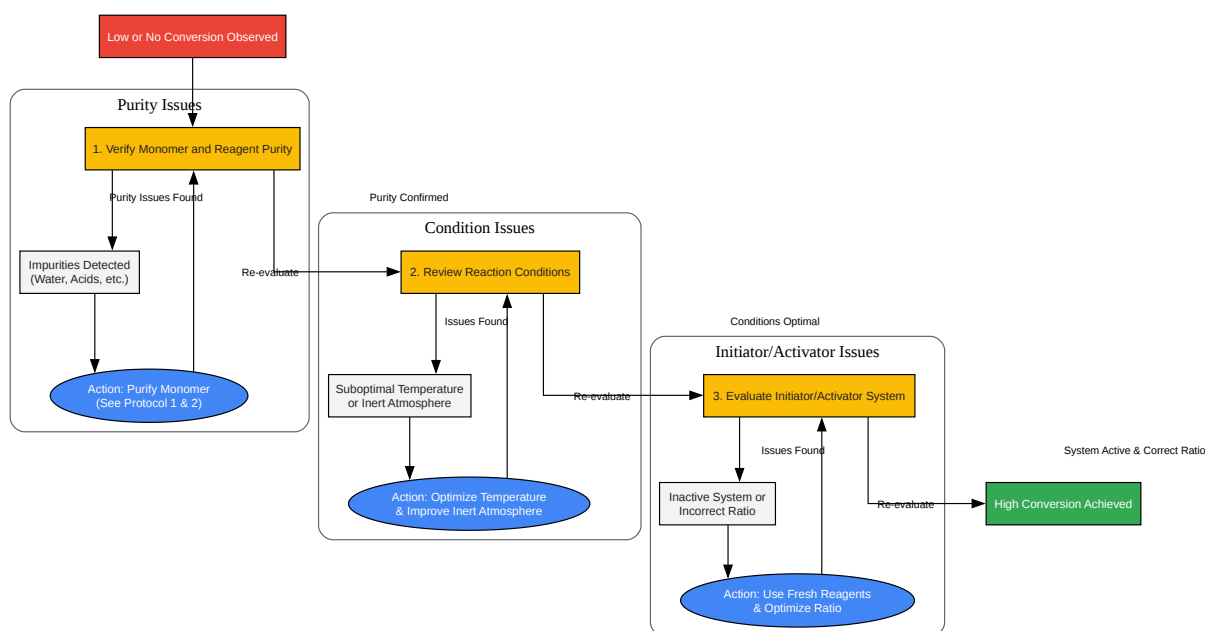 Low or No Conversion Observed
Purity Issues
1. Verify Monomer and Reagent Purity
Purity Issues Found
Purity Confirmed
Impurities Detected
(Water, Acids, etc.)
Re-evaluate
Action: Purify Monomer
(See Protocol 1 & 2)
Condition Issues
2. Review Reaction Conditions
Issues Found
Conditions Optimal
Suboptimal Temperature
or Inert Atmosphere
Re-evaluate
Action: Optimize Temperature
& Improve Inert Atmosphere
Initiator/Activator Issues
3. Evaluate Initiator/Activator System
Issues Found
System Active & Correct Ratio
Inactive System or
Incorrect Ratio
Re-evaluate
High Conversion Achieved
Action: Use Fresh Reagents
& Optimize Ratio